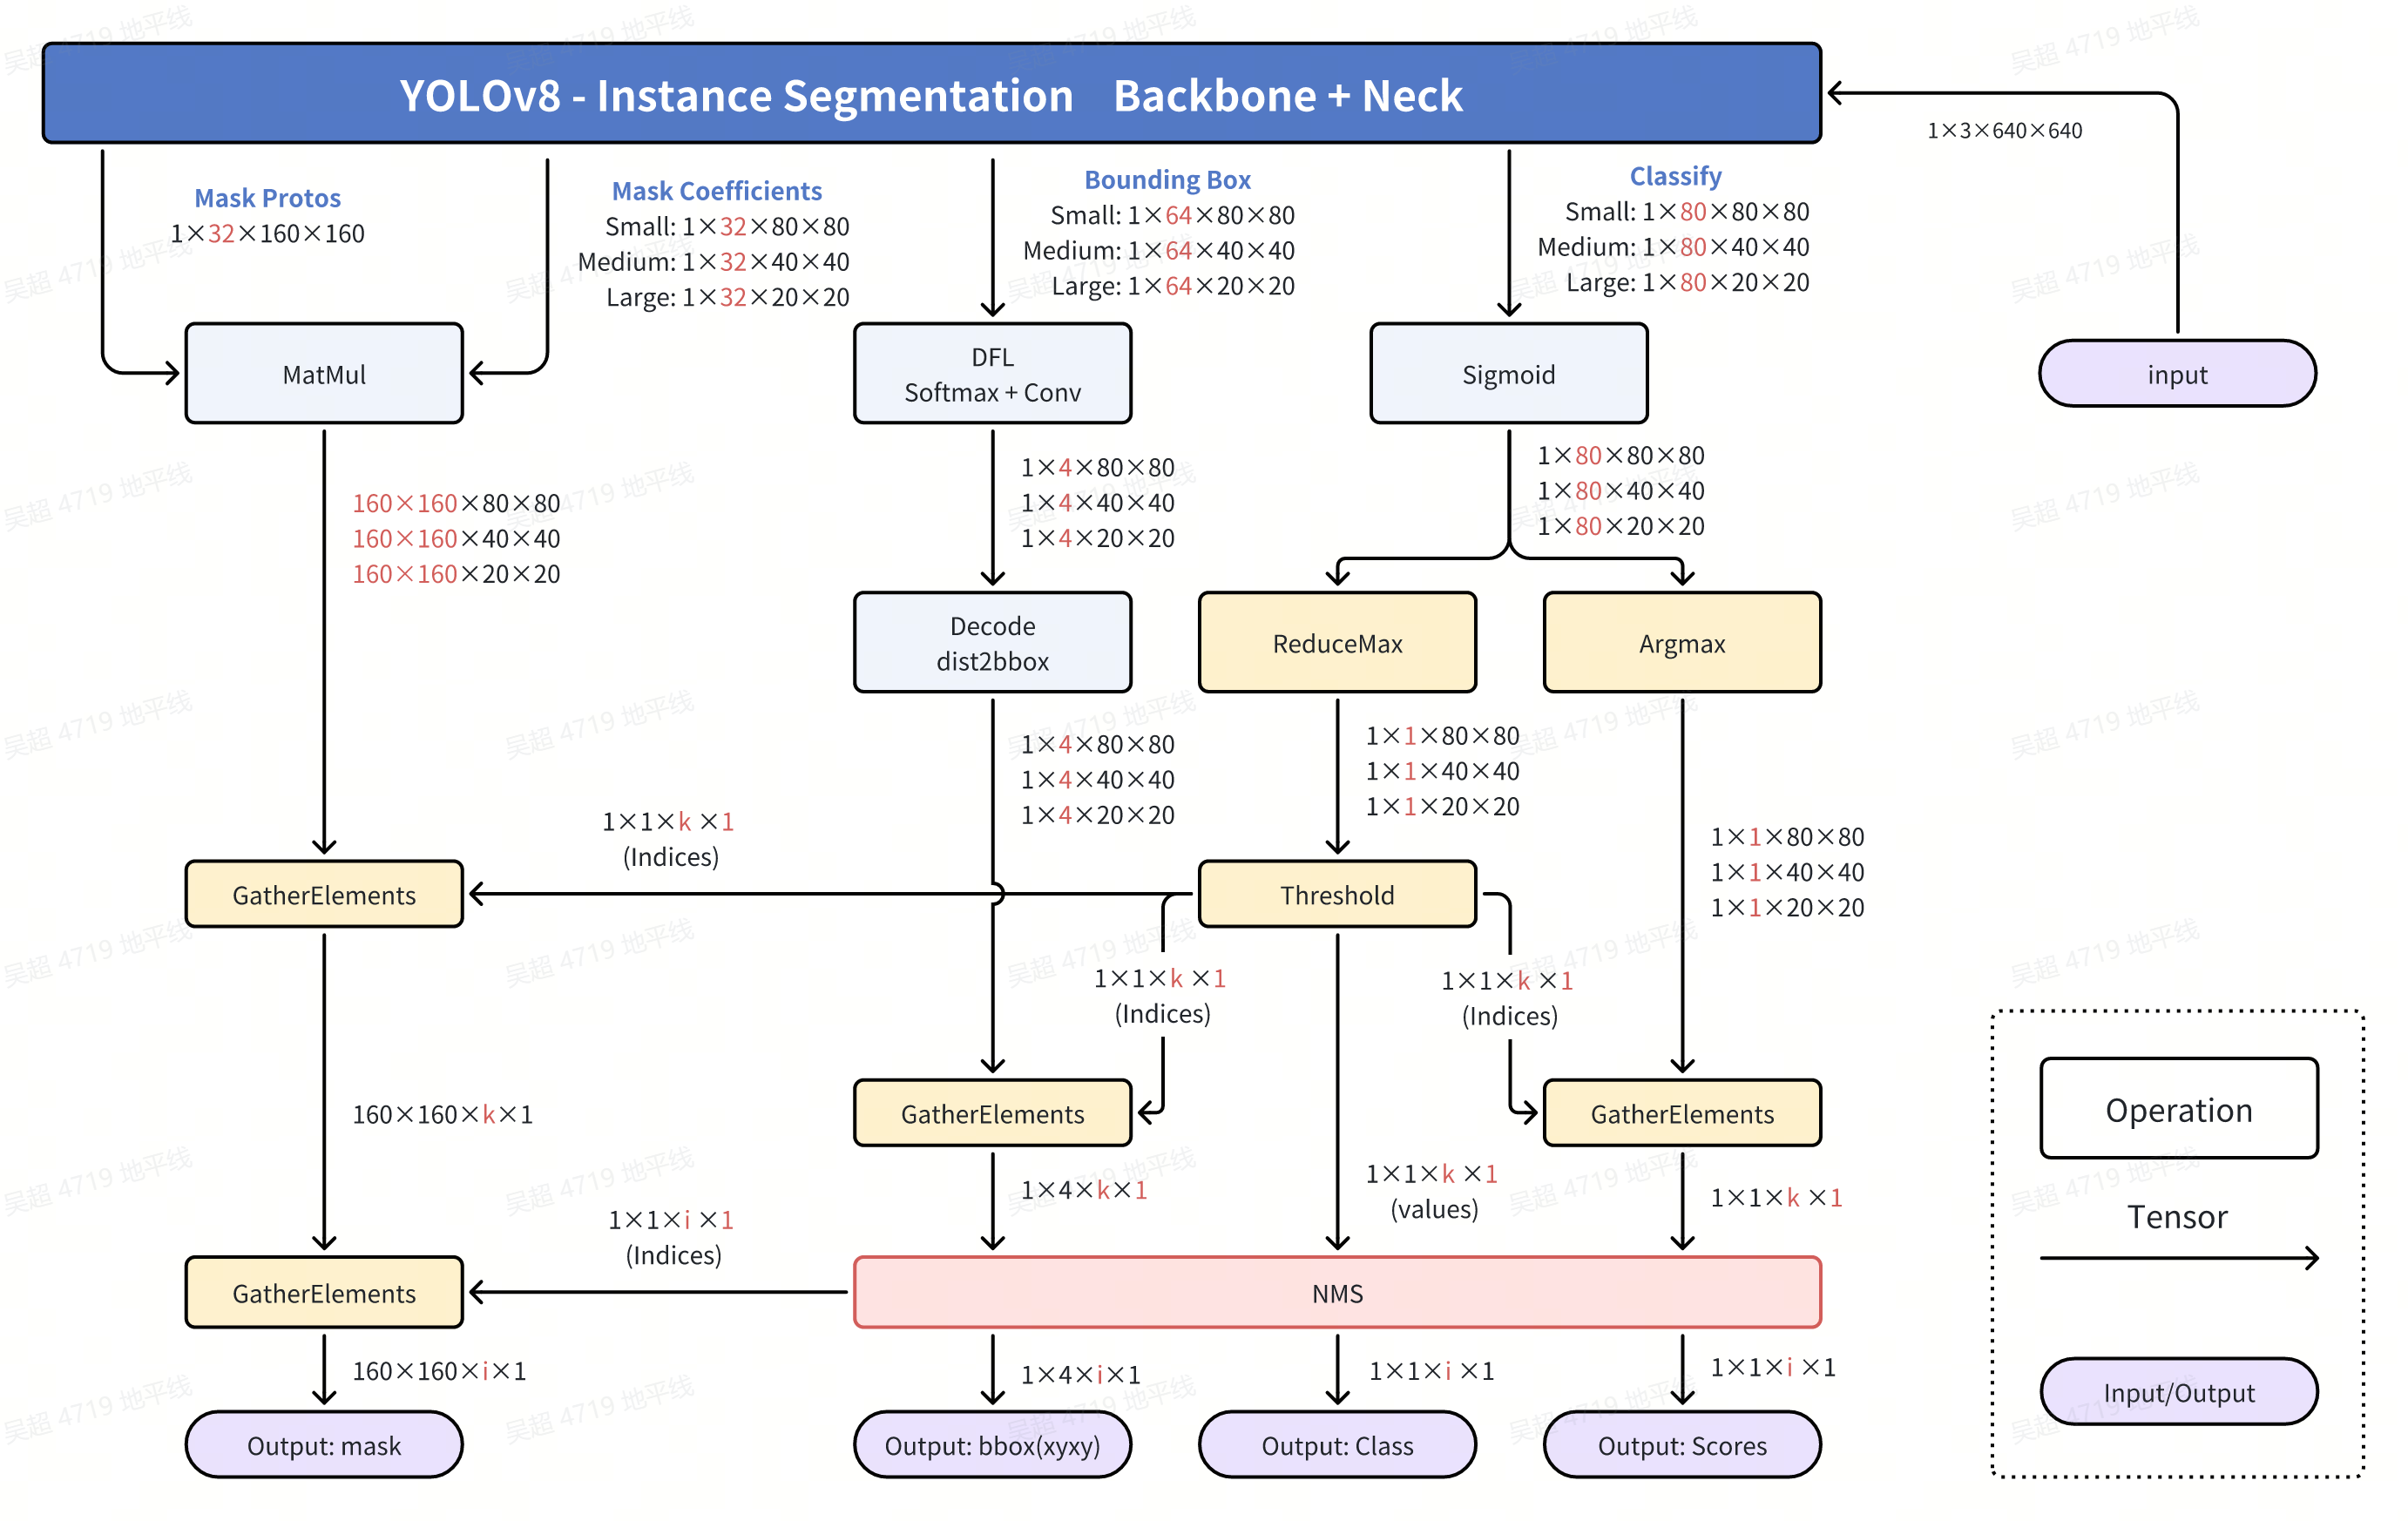 YOLOv8 - Instance Segmentation Backbone + Neck
1×3×640×640
Mask Protos
1×32×160×160
Mask Coefficients
Small: 1×32×80×80
Medium: 1×32×40×40
Large: 1×32×20×20
Bounding Box
Small: 1×64×80×80
Medium: 1×64×40×40
Large: 1×64×20×20
Classify
Small: 1×80×80×80
Medium: 1×80×40×40
Large: 1×80×20×20
MatMul
DFL
Softmax + Conv
Sigmoid
input
160×160×80×80
160×160×40×40
160×160×20×20
1×4×80×80
1×4×40×40
1×4×20×20
1×80×80×80
1×80×40×40
1×80×20×20
Decode
dist2bbox
ReduceMax
Argmax
1×4×80×80
1×4×40×40
1×4×20×20
1×1×80×80
1×1×40×40
1×1×20×20
1×1×80×80
1×1×40×40
1×1×20×20
1×1×k ×1
(Indices)
GatherElements
Threshold
1×1×k ×1
(Indices)
1×1×k ×1
(Indices)
160×160×k×1
GatherElements
GatherElements
1×4×k×1
1×1×k ×1
(values)
1×1×k ×1
1×1×i ×1
(Indices)
GatherElements
NMS
160×160×i×1
1×4×i×1
1×1×i ×1
1×1×i ×1
Output: mask
Output: bbox(xyxy)
Output: Class
Output: Scores
Operation
Tensor
Input/Output
吴超 4719 地平线